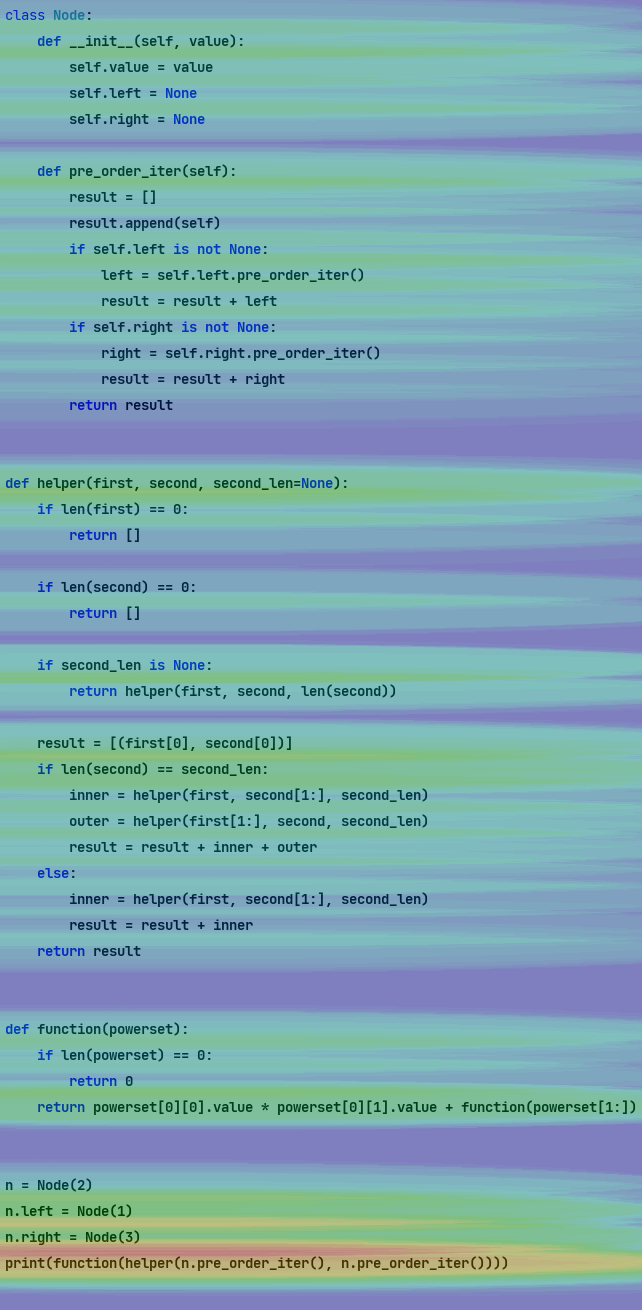 class Node:
    def __init__(self, value):
        self.value = value
        self.left = None
        self.right = None

    def pre_order_iter(self):
        result = []
        result.append(self)
        if self.left is not None:
            left = self.left.pre_order_iter()
            result = result + left
        if self.right is not None:
            right = self.right.pre_order_iter()
            result = result + right
        return result


def helper(first, second, second_len=None):
    if len(first) == 0:
        return []

    if len(second) == 0:
        return []

    if second_len is None:
        return helper(first, second, len(second))

    result = [(first[0], second[0])]
    if len(second) == second_len:
        inner = helper(first, second[1:], second_len)
        outer = helper(first[1:], second, second_len)
        result = result + inner + outer
    else:
        inner = helper(first, second[1:], second_len)
        result = result + inner
    return result


def function(powerset):
    if len(powerset) == 0:
        return 0
    return powerset[0][0].value * powerset[0][1].value + function(powerset[1:])


n = Node(2)
n.left = Node(1)
n.right = Node(3)
print(function(helper(n.pre_order_iter(), n.pre_order_iter())))